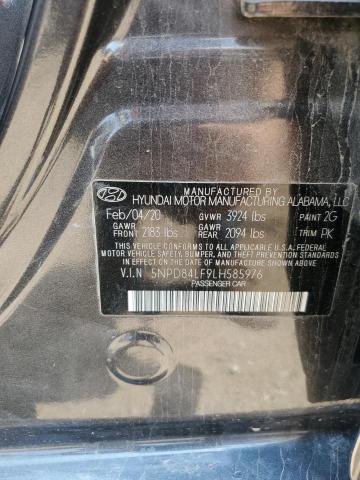 MANUFACTURED BY
HYUNDAI MOTOR MANUFACTURING ALABAMA, LLC
Feb/04/20 GVWR 3924 lbs PAINT 2G
GAWR FRONT 2183 lbs GAWR REAR 2094 lbs TRIM PK
THIS VEHICLE CONFORMS TO ALL APPLICABLE U.S.A. FEDERAL
MOTOR VEHICLE SAFETY, BUMPER, AND THEFT PREVENTION
STANDARDS IN EFFECT ON THE DATE OF MANUFACTURE SHOWN ABOVE.
V.I.N 5NPD84LF9LH585976
PASSENGER CAR